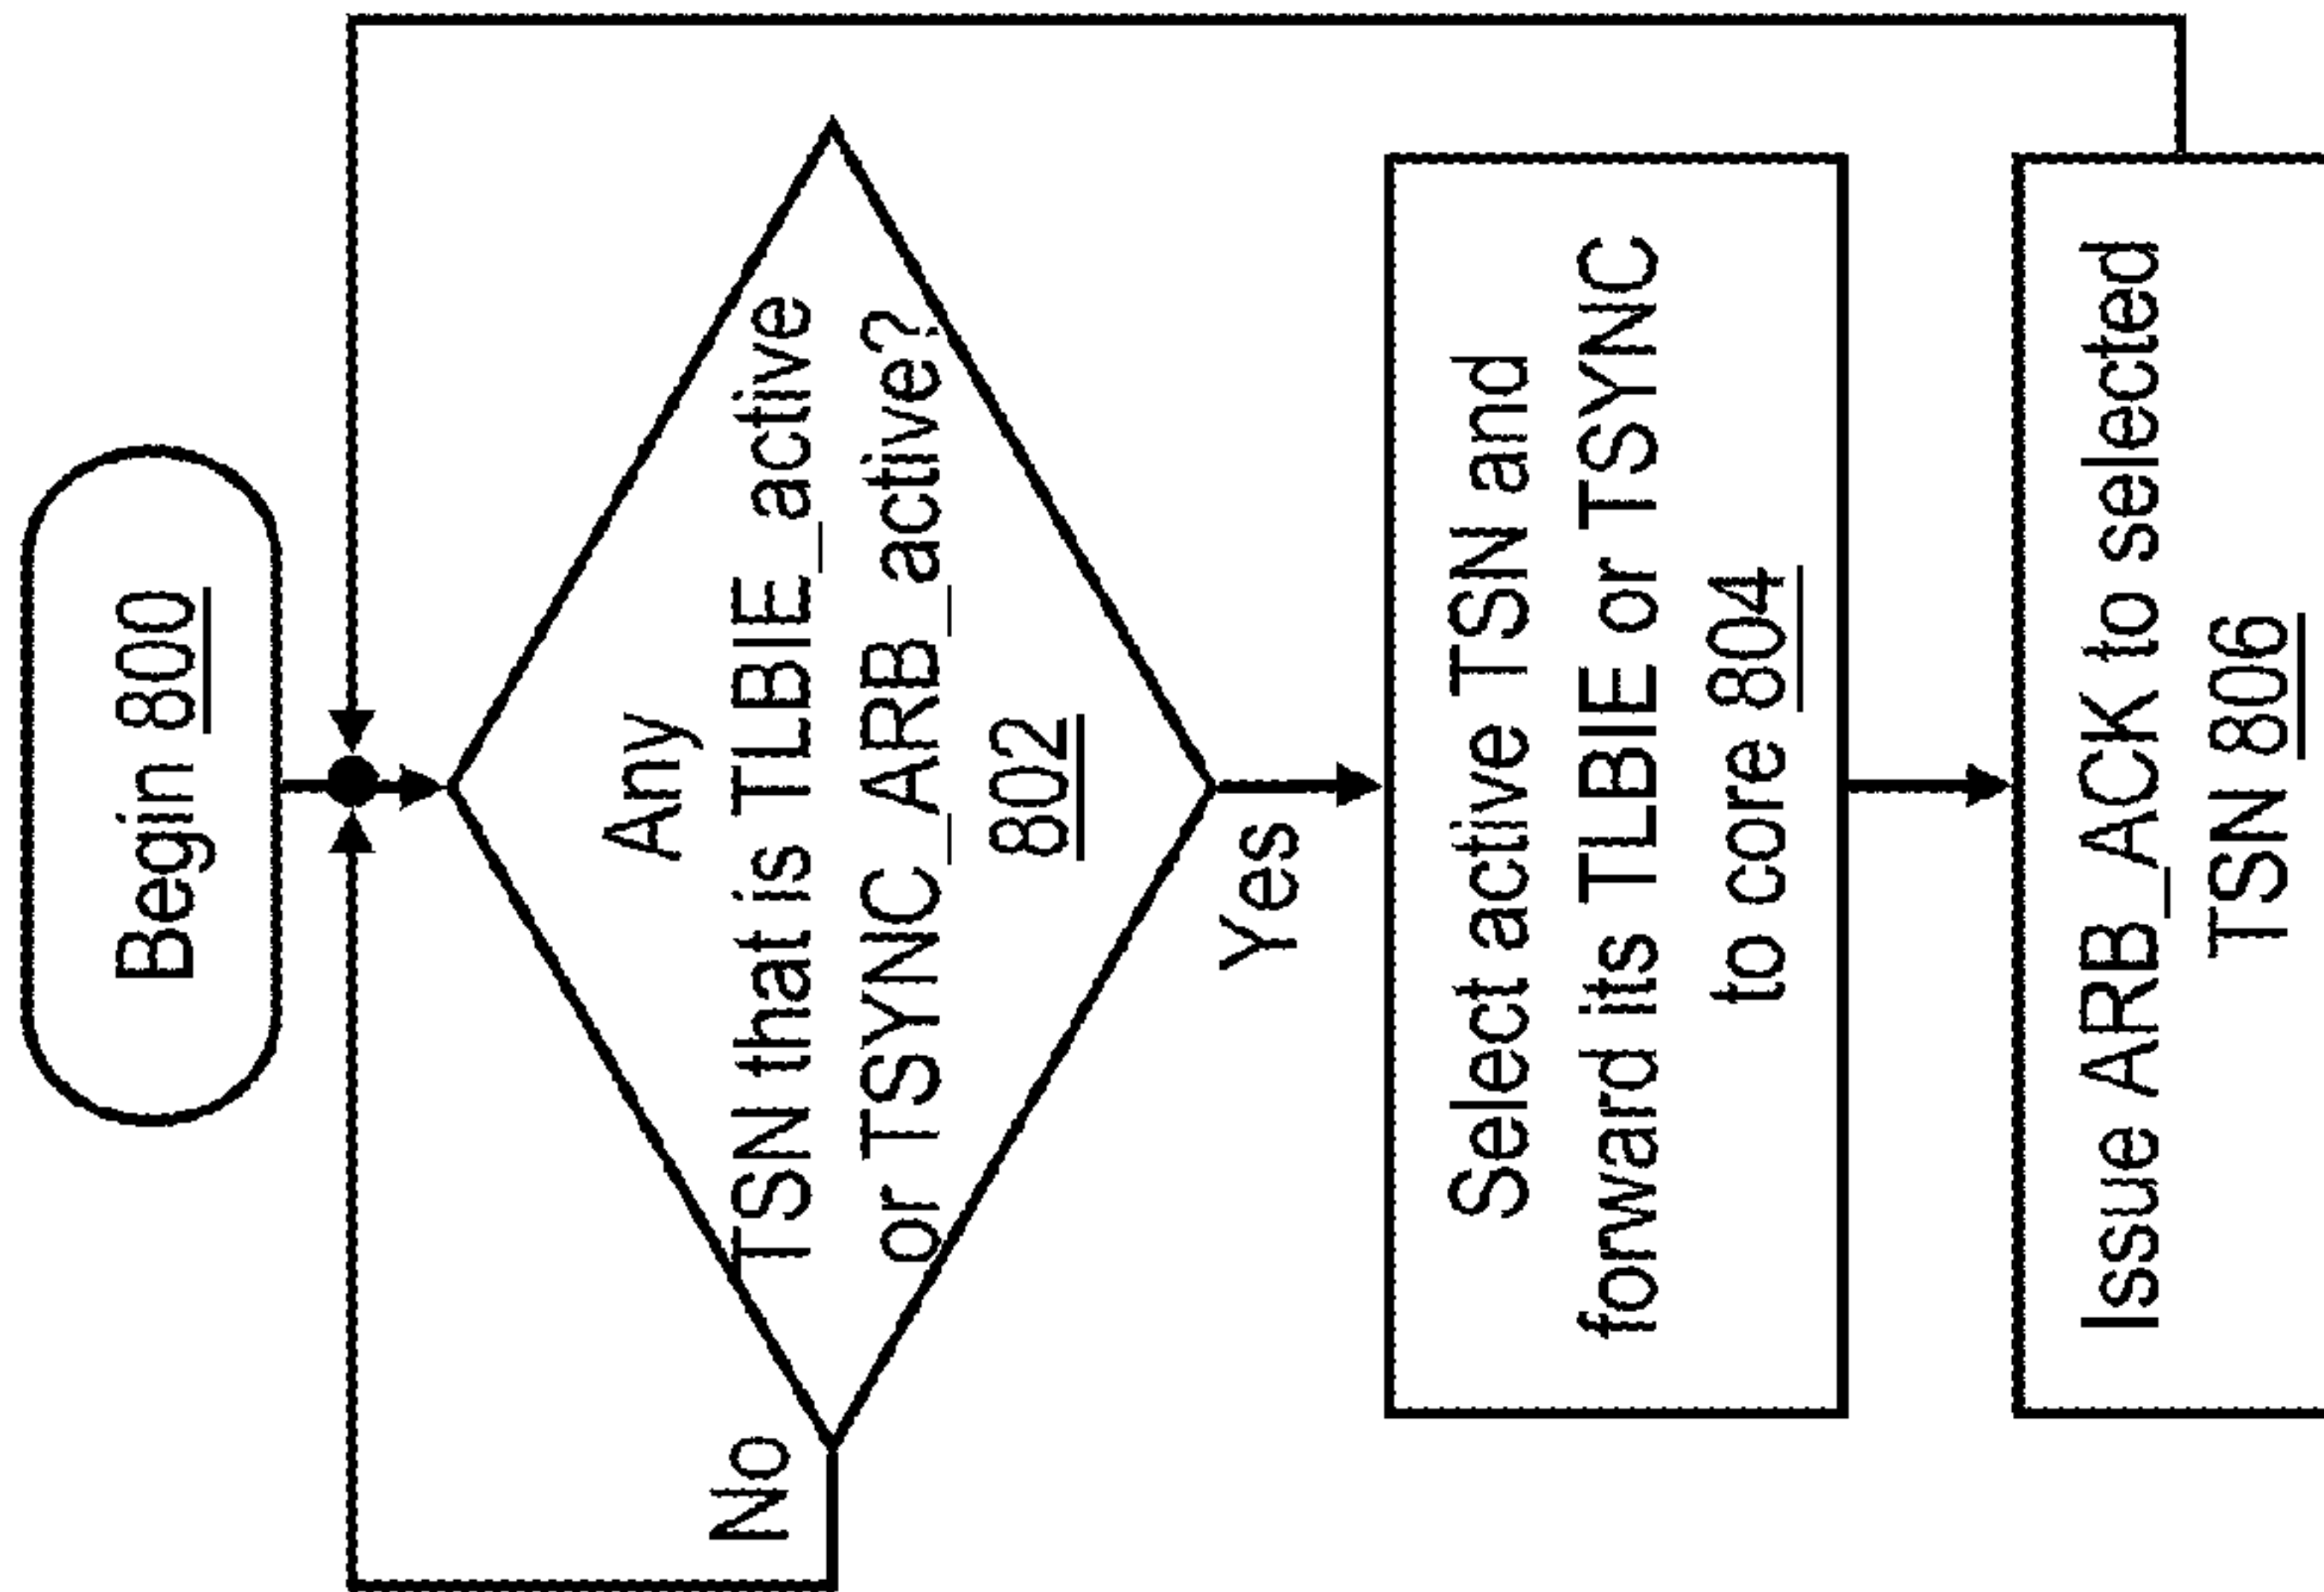 Begin 800
Any
TSN that is TLBIE_active
or TSYNC_ARB_active?
802
No
Yes
Select active TSN and
forward its TLBIE or TSYNC
to core 804
Issue ARB_ACK to selected
TSN 806